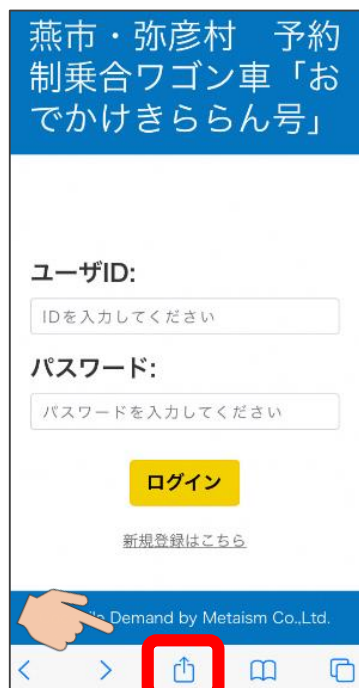 燕市・弥彦村　予約
制乗合ワゴン車「お
でかけきららん号」
ユーザID:
IDを入力してください
パスワード:
パスワードを入力してください
ログイン
新規登録はこちら
Demand by Metaism Co.,Ltd.